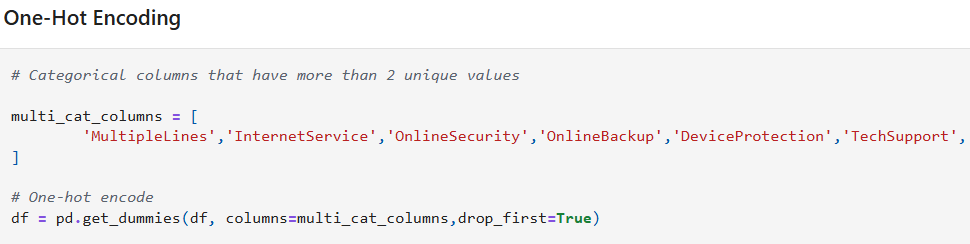 One-Hot Encoding
# Categorical columns that have more than 2 unique values
multi_cat_columns = [
'MultipleLines','InternetService','OnlineSecurity','OnlineBackup','DeviceProtection','TechSupport',
]
# One-hot encode
df = pd.get_dummies(df, columns=multi_cat_columns,drop_first=True)